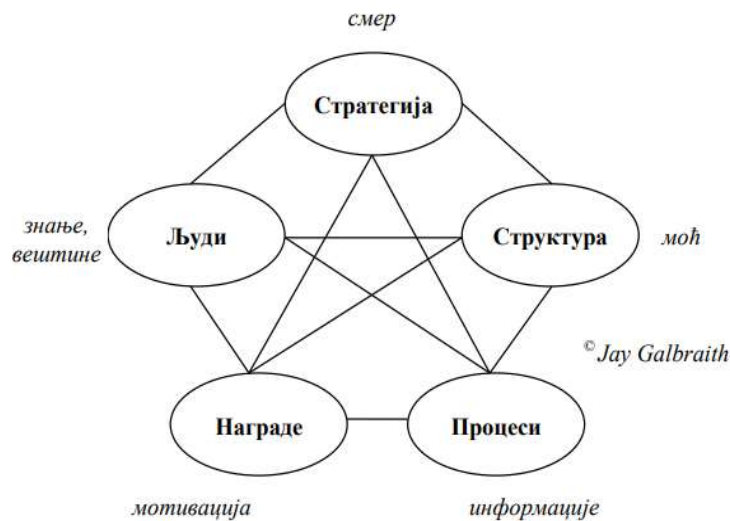 смер
Стратегија
знање,
вештине
Људи
Структура
моћ
© Jay Galbraith
Награде
Процеси
мотивација
информације